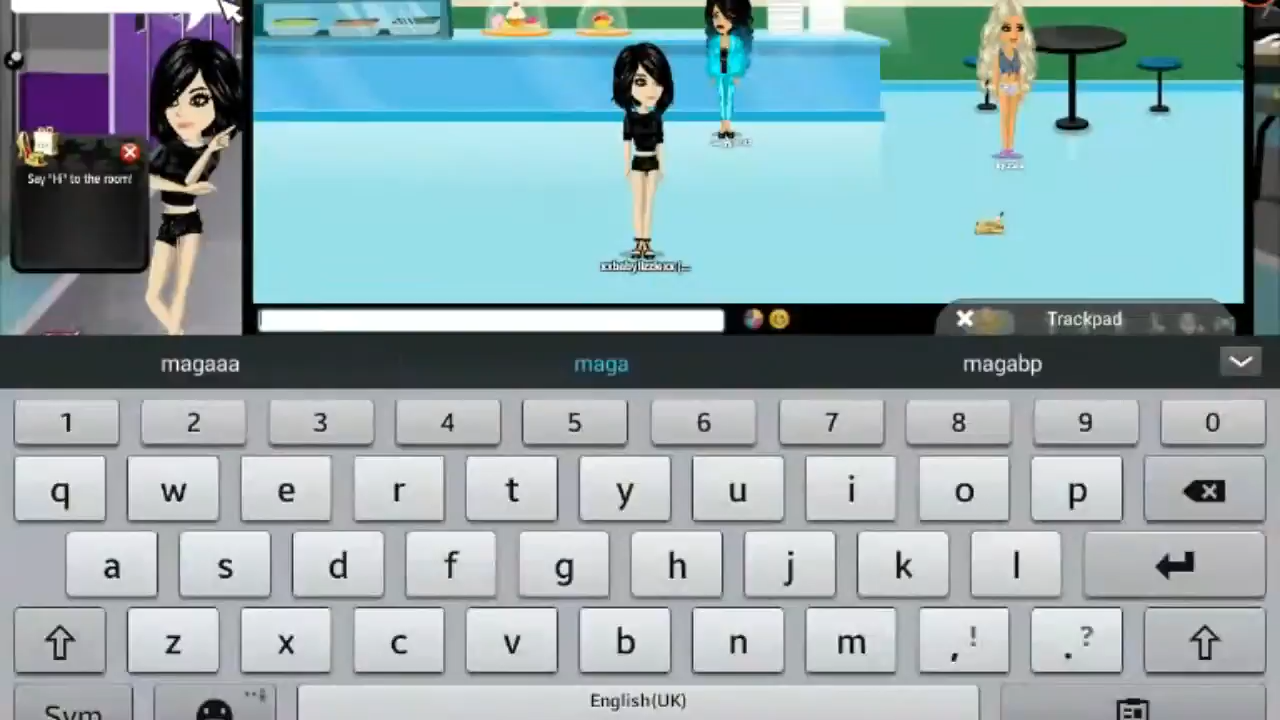 Say "Hi" to the room!
xxbabylizziexx (...
Trackpad
magaaa maga magabp
1 2 3 4 5 6 7 8 9 0
q w e r t y u i o p
a s d f g h j k l
z x c v b n m , ! . ?
Sym English(UK)